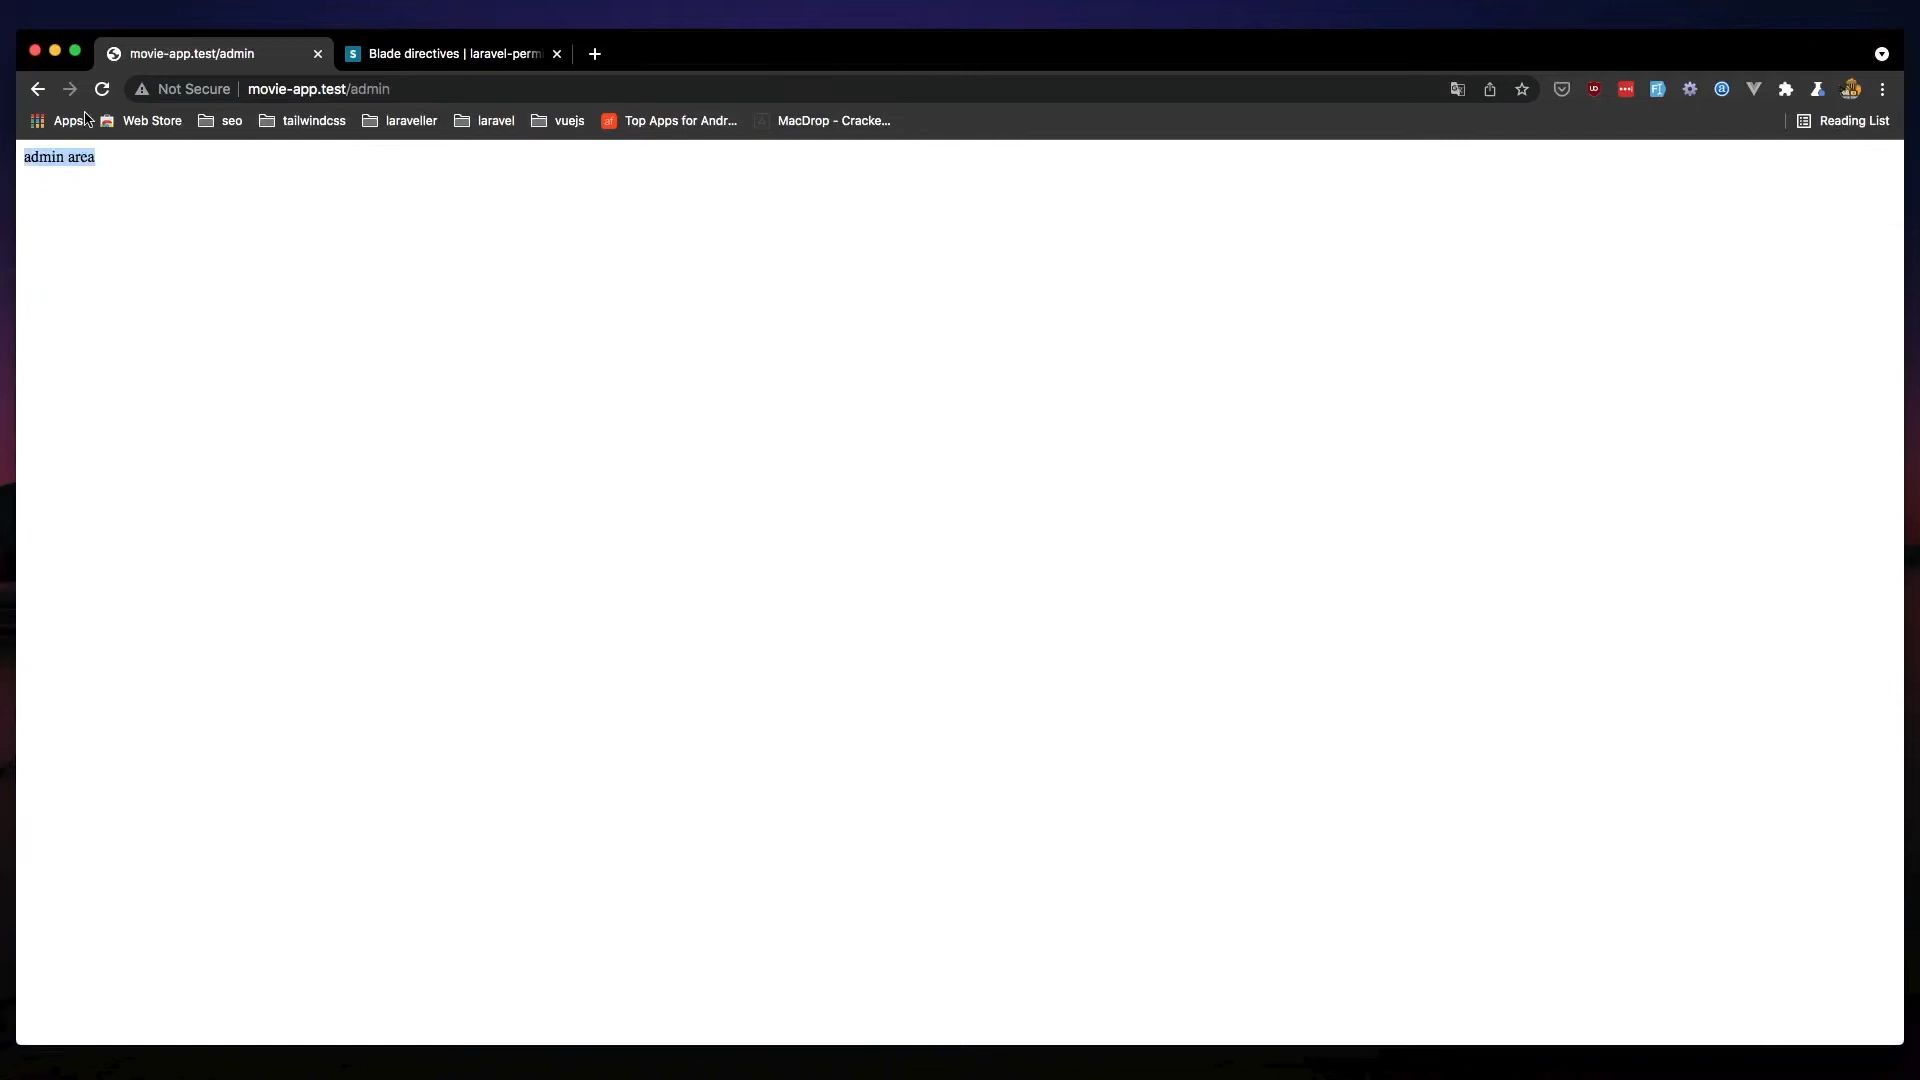 movie-app.test/admin
Blade directives | laravel-perm
Not Secure movie-app.test/admin
Apps Web Store seo tailwindcss laraveller laravel vuejs Top Apps for Andr... MacDrop - Cracke... Reading List
admin area